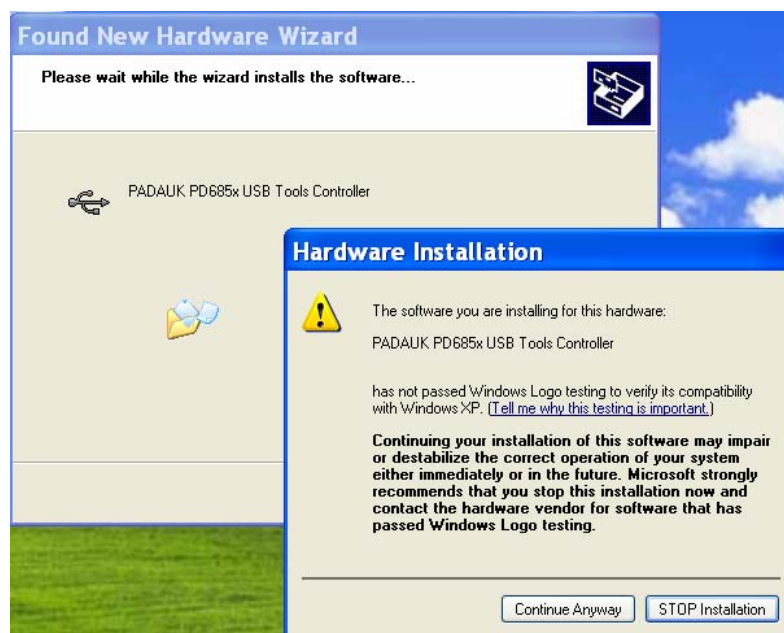 Found New Hardware Wizard
Please wait while the wizard installs the software...
PADAUK PD685x USB Tools Controller
Hardware Installation
The software you are installing for this hardware:
PADAUK PD685x USB Tools Controller
has not passed Windows Logo testing to verify its compatibility
with Windows XP. (Tell me why this testing is important.)
Continuing your installation of this software may impair
or destabilize the correct operation of your system
either immediately or in the future. Microsoft strongly
recommends that you stop this installation now and
contact the hardware vendor for software that has
passed Windows Logo testing.
Continue Anyway
STOP Installation